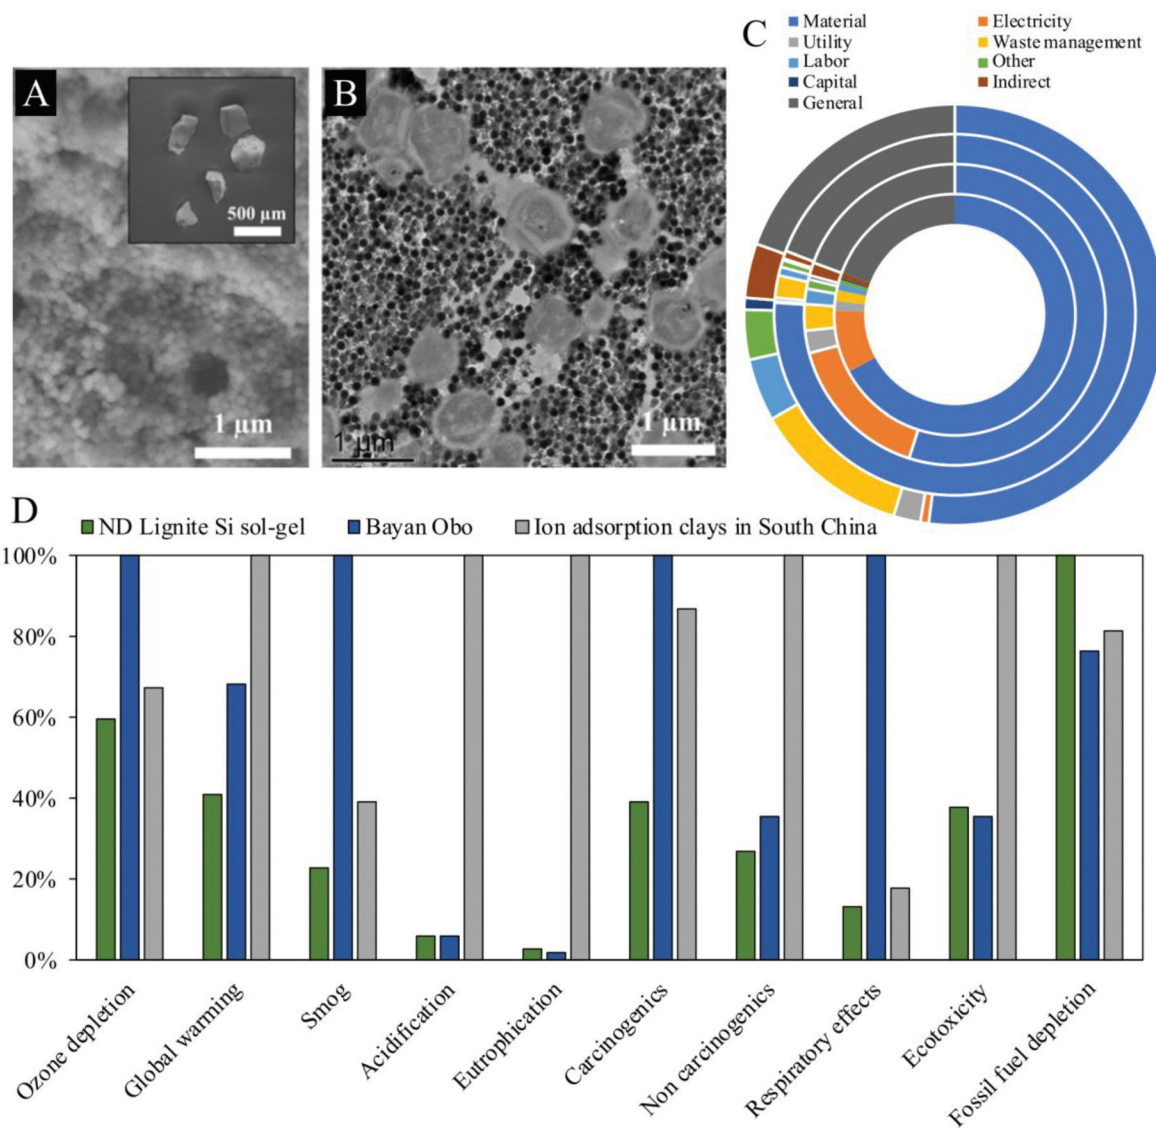 C
Material
Electricity
Utility
Waste management
Labor
Other
Capital
Indirect
General
A
500 µm
1 µm
B
1 µm
1 µm
D
ND Lignite Si sol-gel
Bayan Obo
Ion adsorption clays in South China
100%
80%
60%
40%
20%
0%
Ozone depletion
Global warming
Smog
Acidification
Eutrophication
Carcinogenics
Non carcinogenics
Respiratory effects
Ecotoxicity
Fossil fuel depletion